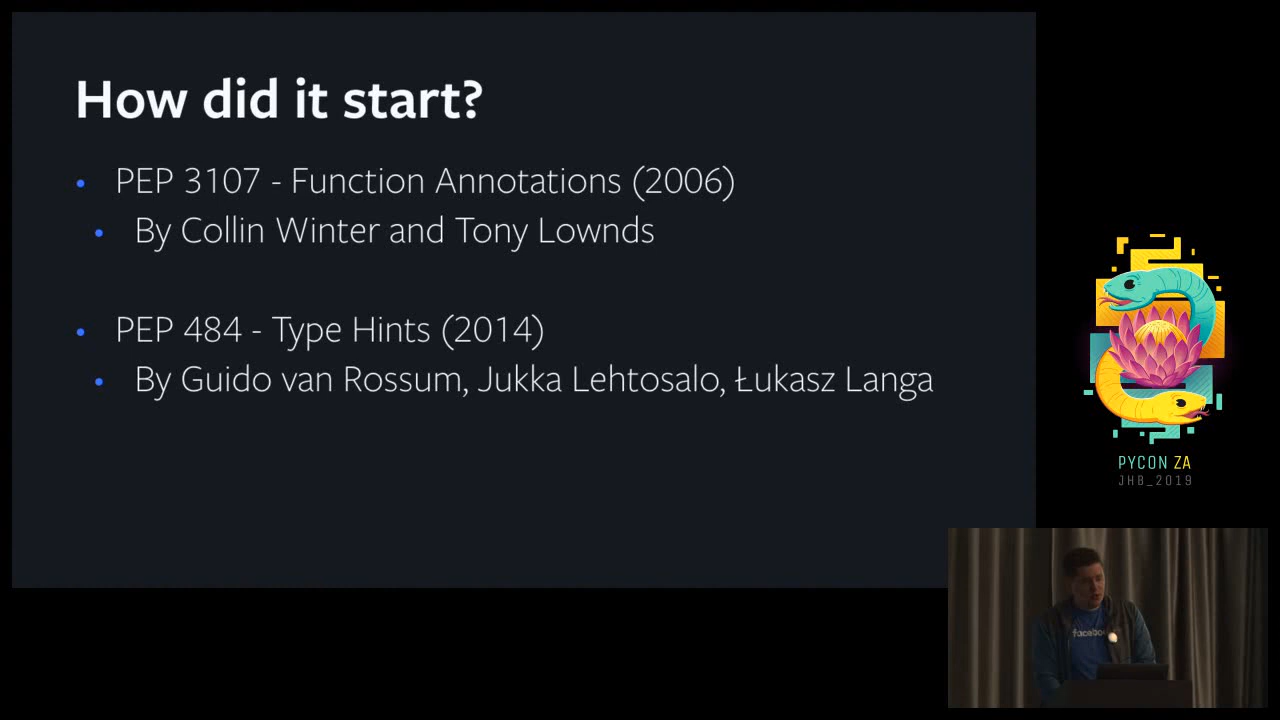 How did it start?
• PEP 3107 - Function Annotations (2006)
• By Collin Winter and Tony Lownds
• PEP 484 - Type Hints (2014)
• By Guido van Rossum, Jukka Lehtosalo, Łukasz Langa
PYCON ZA
JHB_2019